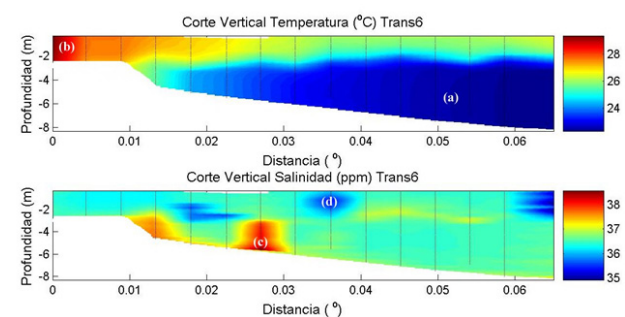 Corte Vertical Temperatura (°C) Trans6
(b)
(a)
Profundidad (m)
-2
-4
-6
-8
0 0.01 0.02 0.03 0.04 0.05 0.06
Distancia (°)
28
26
24
Corte Vertical Salinidad (ppm) Trans6
(d)
(c)
Profundidad (m)
-2
-4
-6
-8
0 0.01 0.02 0.03 0.04 0.05 0.06
Distancia (°)
38
37
36
35